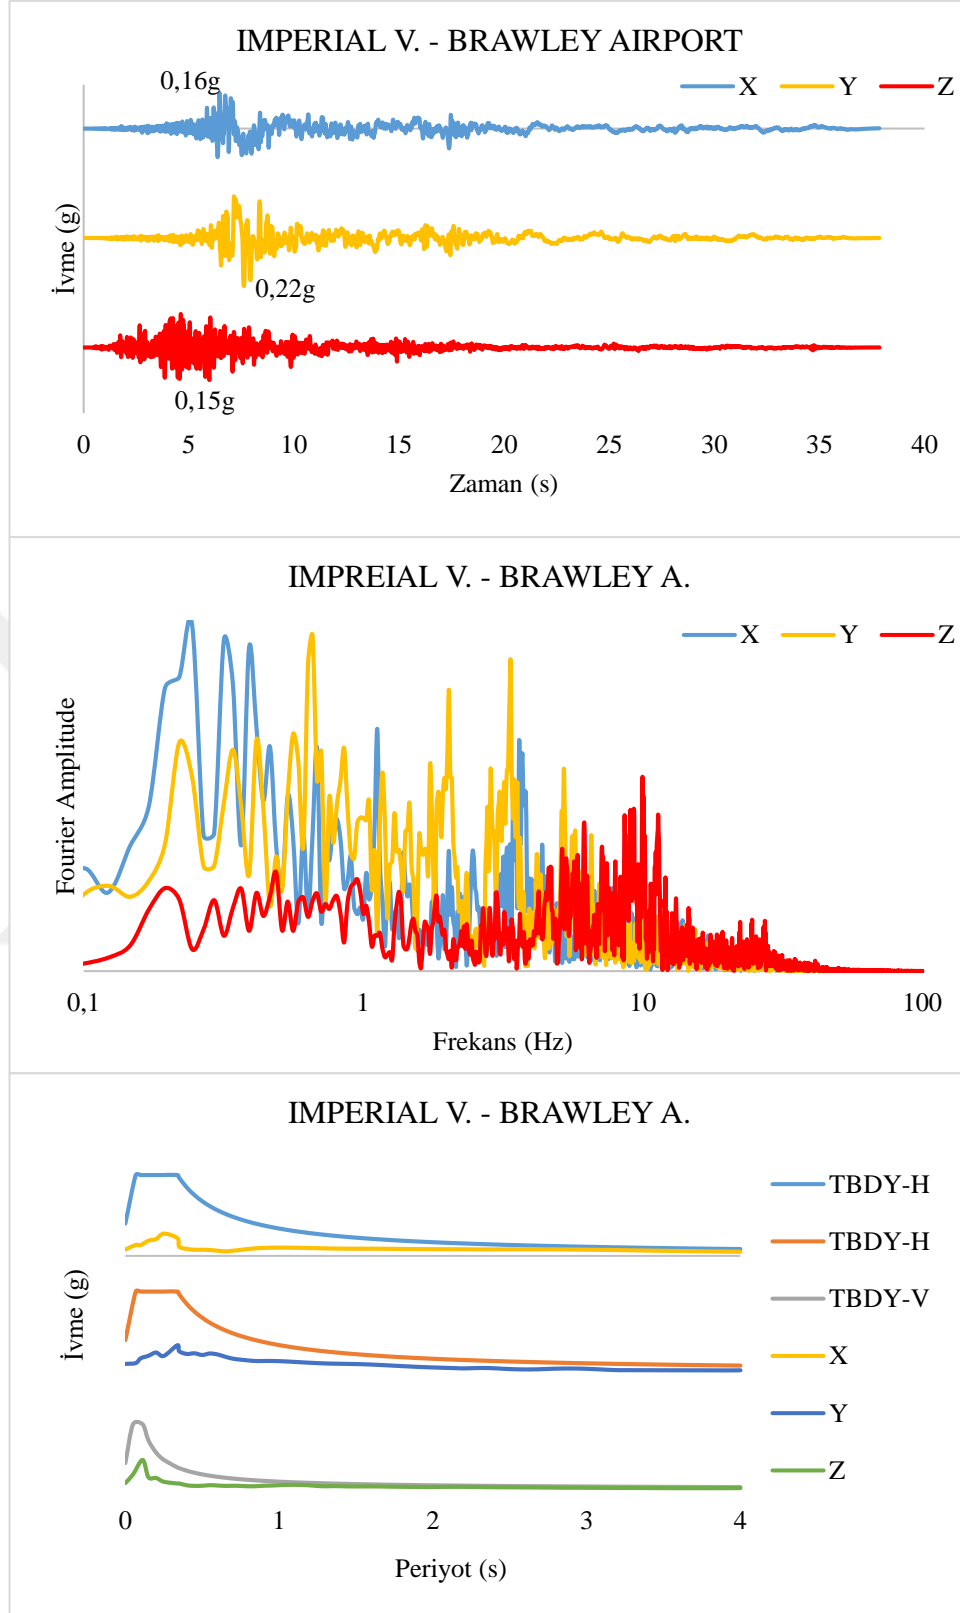 IMPERIAL V. - BRAWLEY AIRPORT
0,16g
X Y Z
İvme (g)
0,22g
0,15g
0 5 10 15 20 25 30 35 40
Zaman (s)
IMPREIAL V. - BRAWLEY A.
X Y Z
Fourier Amplitude
0,1 1 10 100
Frekans (Hz)
IMPERIAL V. - BRAWLEY A.
TBDY-H
TBDY-H
TBDY-V
X
Y
Z
İvme (g)
0 1 2 3 4
Periyot (s)